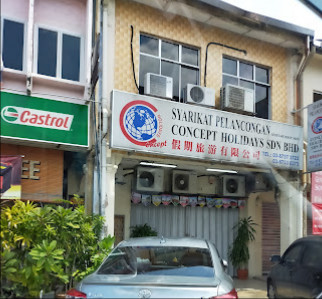 Castrol
SYARIKAT PELANCONGAN
CONCEPT HOLIDAYS SDN BHD
Concept
假期旅游有限公司